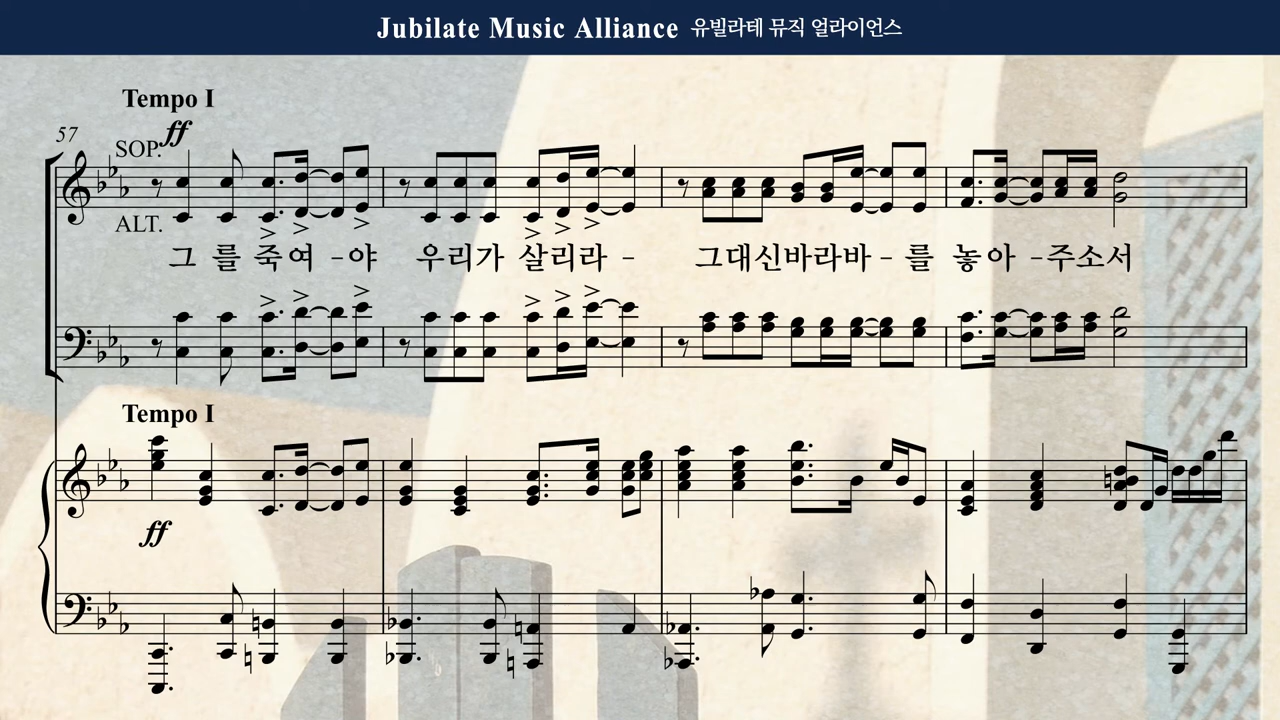 Jubilate Music Alliance 유빌라테 뮤직 얼라이언스
Tempo I
57
ff
SOP.
ALT.
그 를 죽여 - 야 우리가 살리라 - 그대신바라바 - 를 놓아 - 주소서
Tempo I
ff